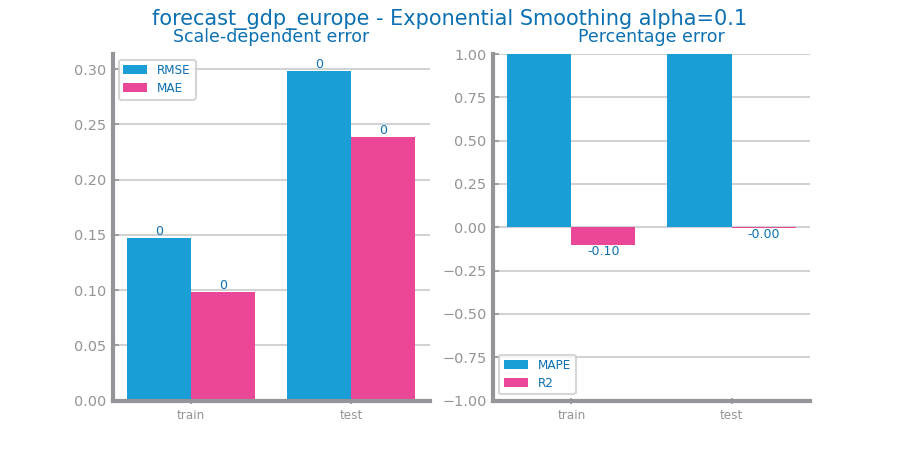 forecast_gdp_europe - Exponential Smoothing alpha=0.1
Scale-dependent error
0.30
0.25
0.20
0.15
0.10
0.05
0.00
RMSE
MAE
0
0
0
0
train
test
Percentage error
1.00
0.75
0.50
0.25
0.00
−0.25
−0.50
−0.75
−1.00
-0.10
-0.00
MAPE
R2
train
test